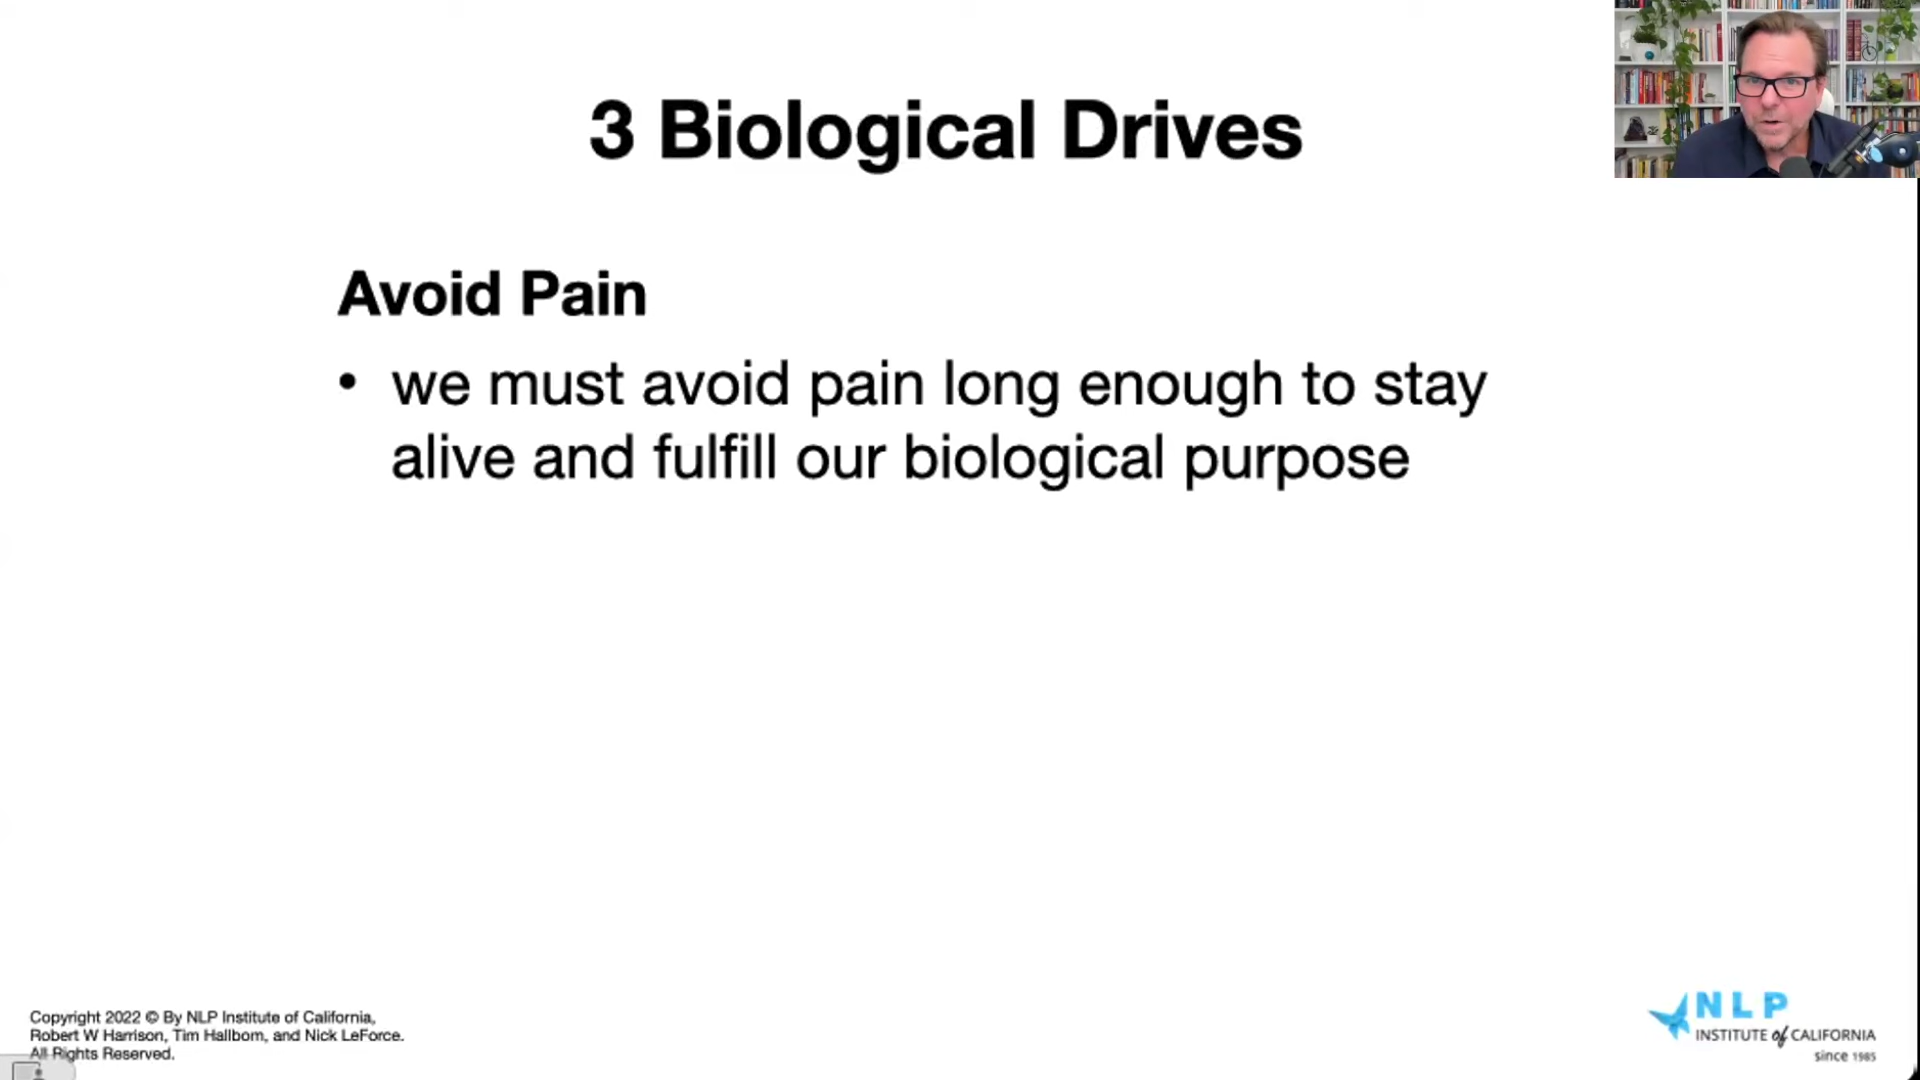 3 Biological Drives
Avoid Pain
• we must avoid pain long enough to stay
alive and fulfill our biological purpose
Copyright 2022 © By NLP Institute of California,
Robert W Harrison, Tim Hallbom, and Nick LeForce.
All Rights Reserved.
NLP
INSTITUTE of CALIFORNIA
since 1985